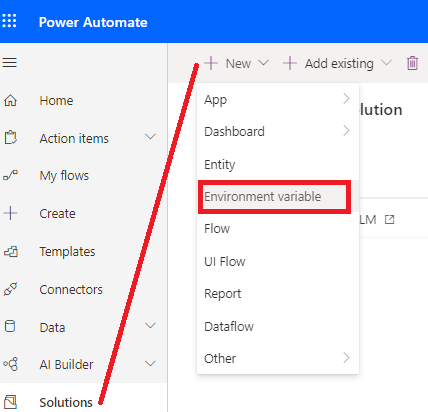 Power Automate
New
Add existing
Home
Action items
My flows
Create
Templates
Connectors
Data
AI Builder
Solutions
App
Dashboard
Entity
Environment variable
Flow
UI Flow
Report
Dataflow
Other
olution
LM